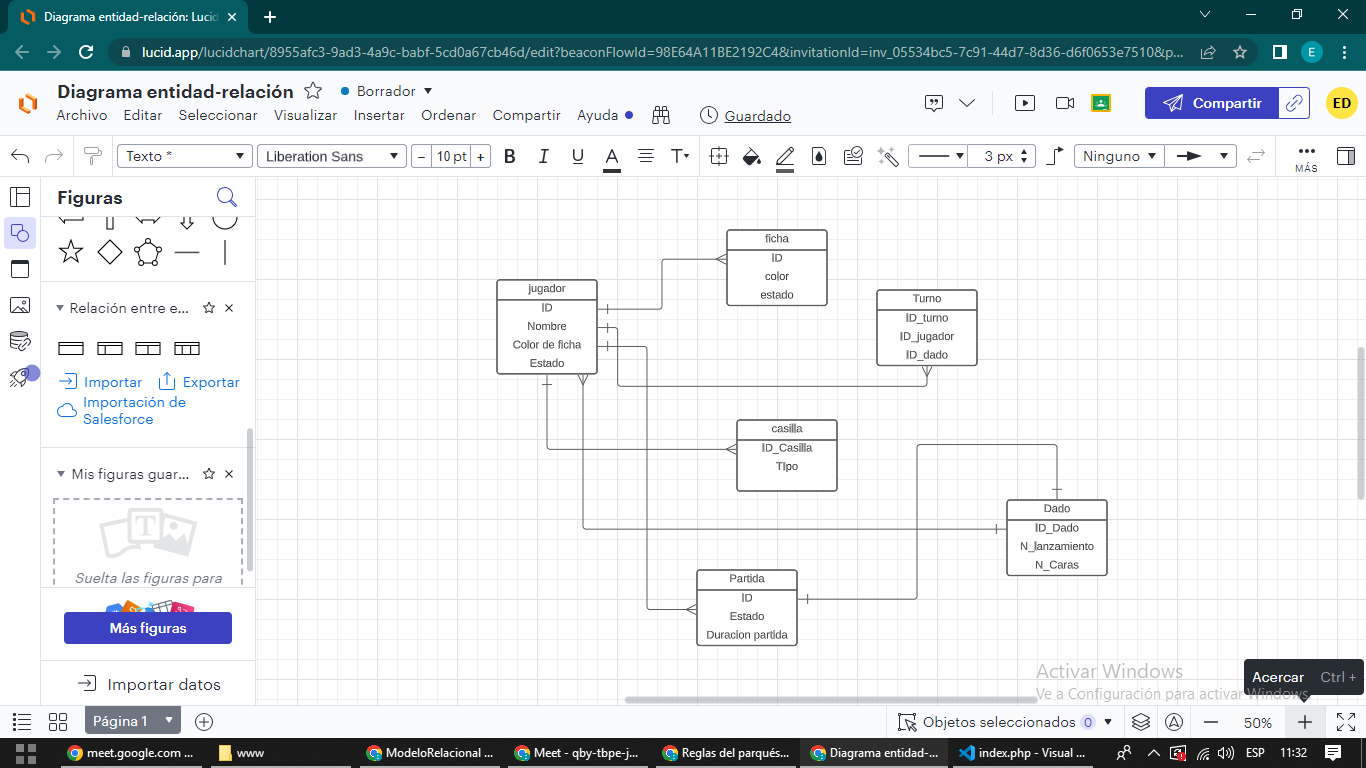 Diagrama entidad-relación: Lucid
lucid.app/lucidchart/8955afc3-9ad3-4a9c-babf-5cd0a67cb46d/edit?beaconFlowId=98E64A11BE2192C4&invitationId=inv_05534bc5-7c91-44d7-8d36-d6f0653e7510&p...
E
Diagrama entidad-relación
Borrador
Archivo Editar Seleccionar Visualizar Insertar Ordenar Compartir Ayuda
Guardado
Compartir
ED
Texto *
Liberation Sans
− 10 pt +
B I U A T
3 px
Ninguno
MÁS
Figuras
Relación entre e...
Importar
Exportar
Importación de
Salesforce
Mis figuras guar...
T
Suelta las figuras para
Más figuras
Importar datos
ficha
ID
color
estado
jugador
ID
Nombre
Color de ficha
Estado
Turno
ID_turno
ID_jugador
ID_dado
casilla
ID_Casilla
TIpo
Dado
ID_Dado
N_lanzamiento
N_Caras
Partida
ID
Estado
Duracion partida
Activar Windows
Ve a Configuración para activar Windows.
Acercar Ctrl +
Página 1
Objetos seleccionados 0
50%
meet.google.com ...
www
ModeloRelacional ...
Meet - qby-tbpe-j...
Reglas del parqués...
Diagrama entidad-...
index.php - Visual ...
ESP
11:32